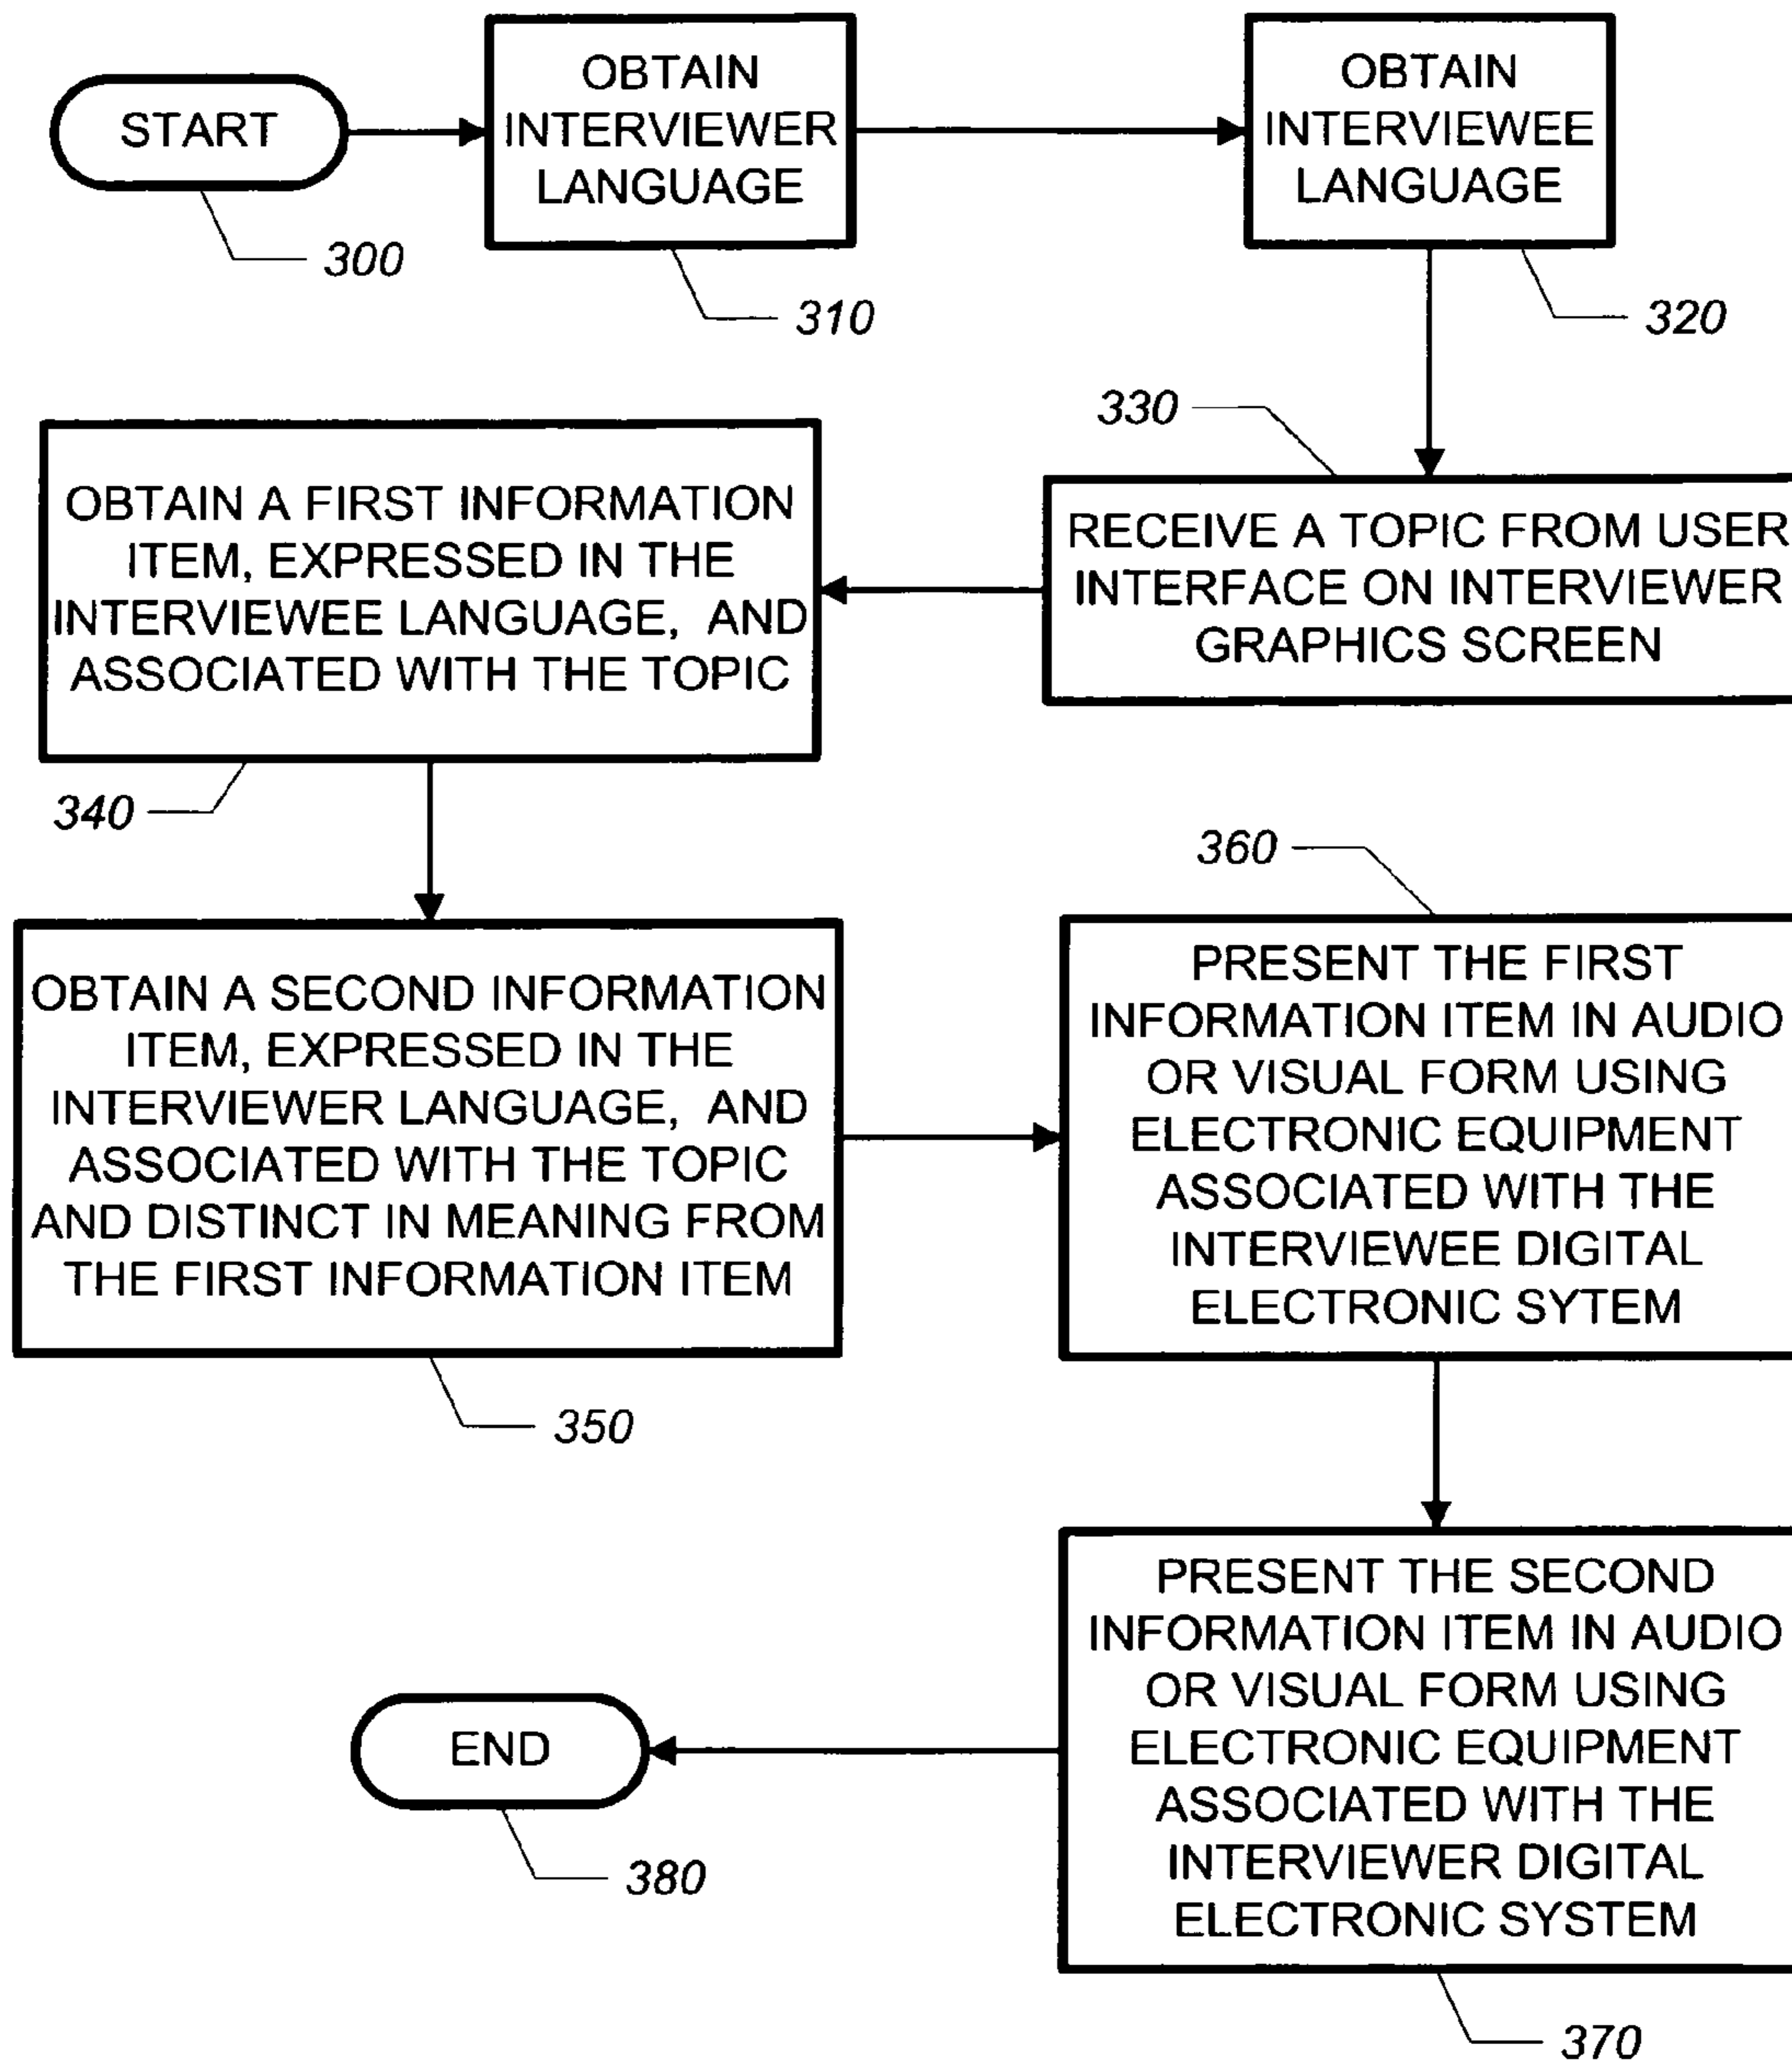 START
300
OBTAIN
INTERVIEWER
LANGUAGE
310
OBTAIN
INTERVIEWEE
LANGUAGE
320
330
RECEIVE A TOPIC FROM USER
INTERFACE ON INTERVIEWER
GRAPHICS SCREEN
OBTAIN A FIRST INFORMATION
ITEM, EXPRESSED IN THE
INTERVIEWEE LANGUAGE, AND
ASSOCIATED WITH THE TOPIC
340
OBTAIN A SECOND INFORMATION
ITEM, EXPRESSED IN THE
INTERVIEWER LANGUAGE, AND
ASSOCIATED WITH THE TOPIC
AND DISTINCT IN MEANING FROM
THE FIRST INFORMATION ITEM
350
360
PRESENT THE FIRST
INFORMATION ITEM IN AUDIO
OR VISUAL FORM USING
ELECTRONIC EQUIPMENT
ASSOCIATED WITH THE
INTERVIEWEE DIGITAL
ELECTRONIC SYTEM
PRESENT THE SECOND
INFORMATION ITEM IN AUDIO
OR VISUAL FORM USING
ELECTRONIC EQUIPMENT
ASSOCIATED WITH THE
INTERVIEWER DIGITAL
ELECTRONIC SYSTEM
370
END
380